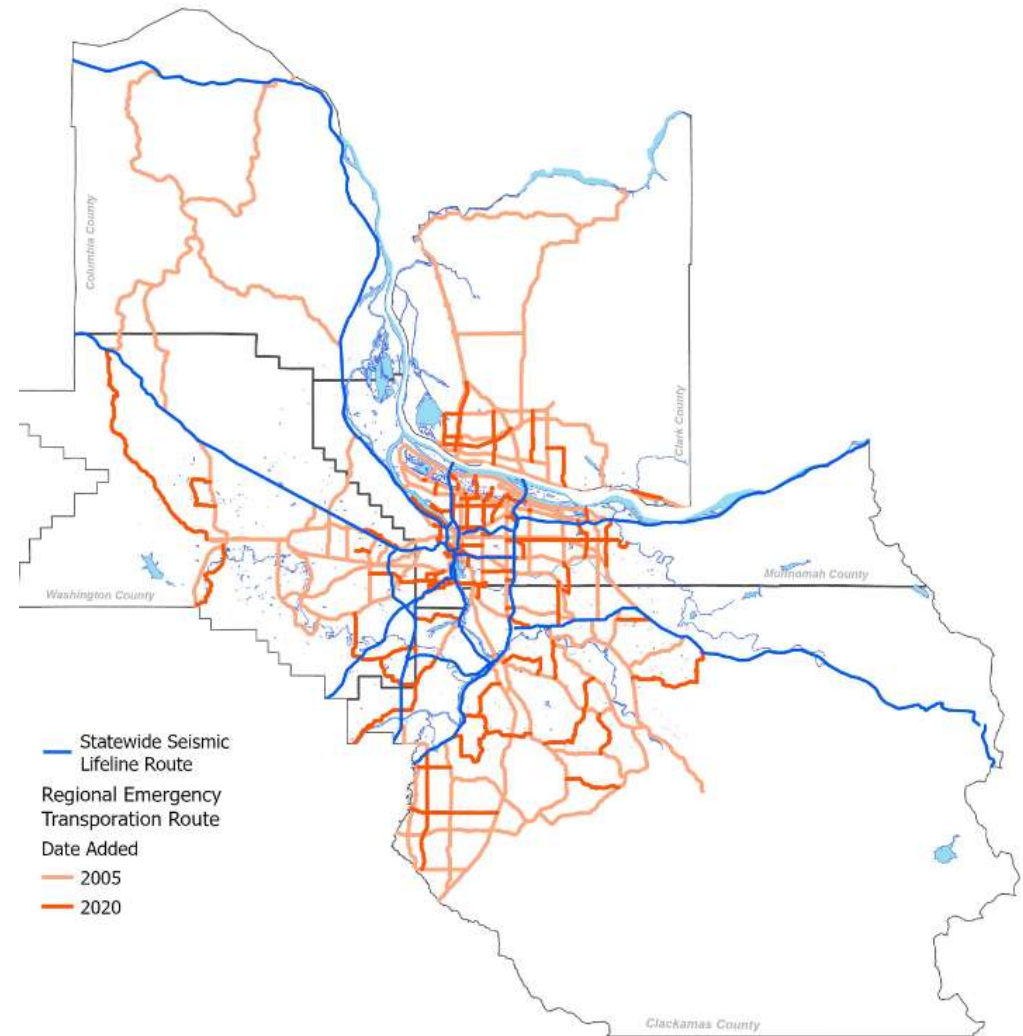 Columbia County
Clark County
Multnomah County
Washington County
Statewide Seismic
Lifeline Route
Regional Emergency
Transporation Route
Date Added
2005
2020
Clackamas County